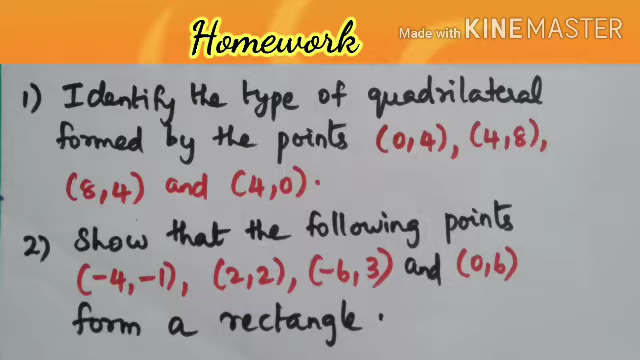 Homework
Made with KINEMASTER
1) Identify the type of quadrilateral
formed by the points (0,4), (4,8),
(8,4) and (4,0).
2) Show that the following points
(-4,-1), (2,2), (-6,3) and (0,6)
form a rectangle.